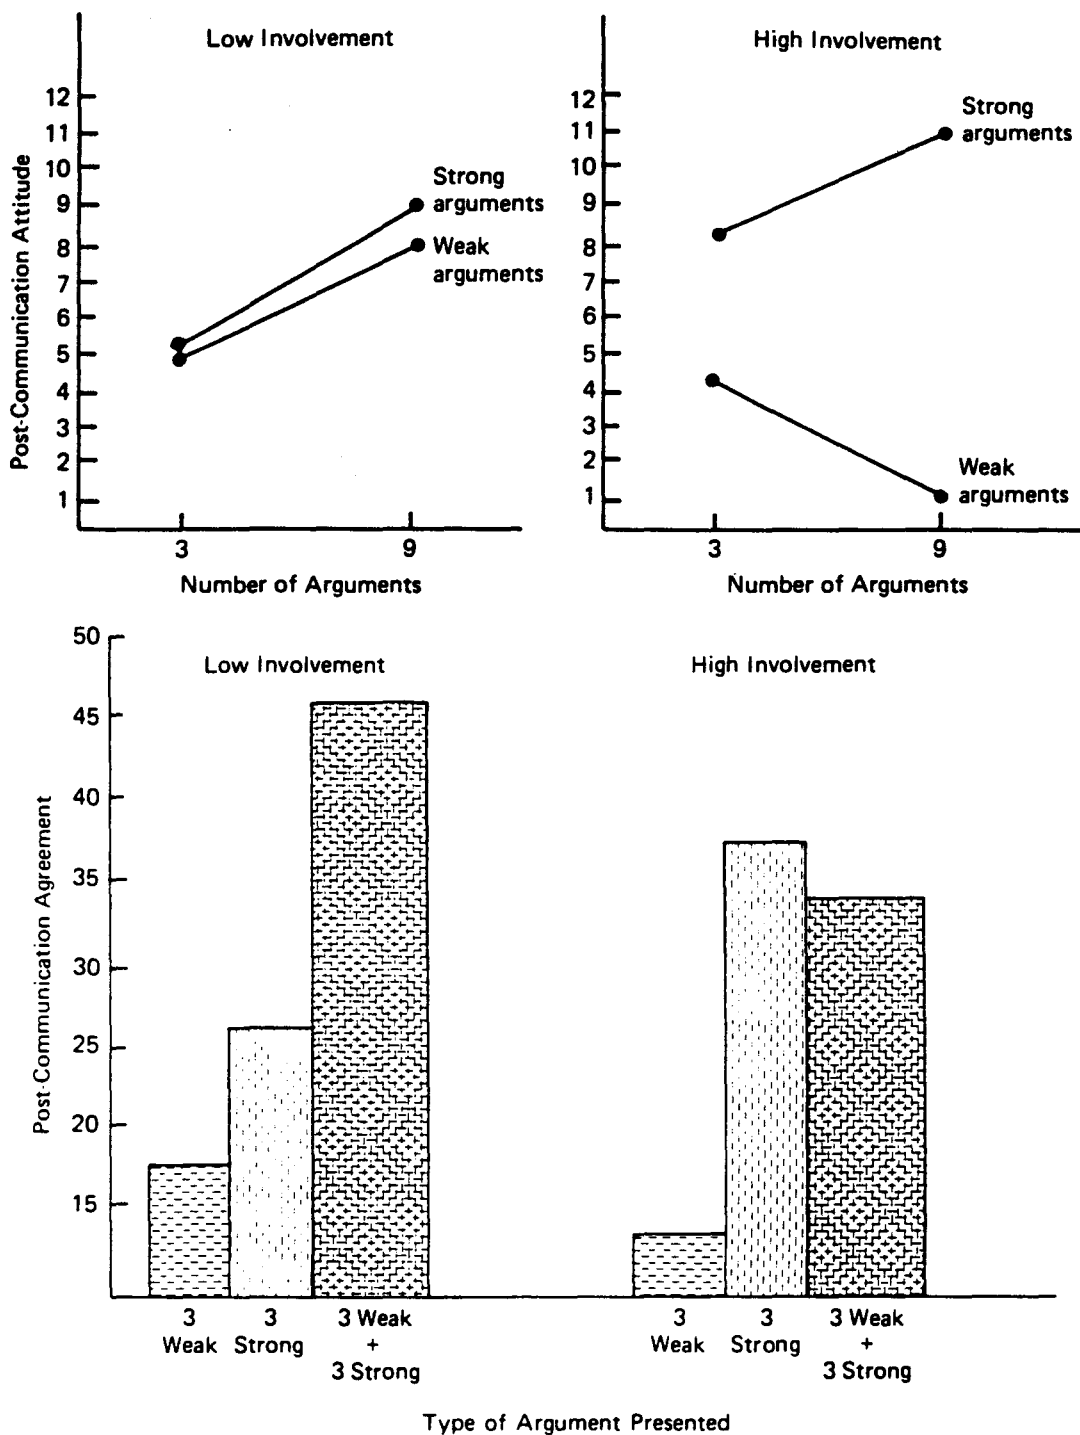 Low Involvement
High Involvement
Post-Communication Attitude
12
11
10
9
8
7
6
5
4
3
2
1
Strong
arguments
Weak
arguments
3
9
Number of Arguments
12
11
10
9
8
7
6
5
4
3
2
1
Strong
arguments
Weak
arguments
3
9
Number of Arguments
Post-Communication Agreement
50
45
40
35
30
25
20
15
Low Involvement
High Involvement
3 3 3 Weak
Weak Strong +
3 Strong
3 3 3 Weak
Weak Strong +
3 Strong
Type of Argument Presented